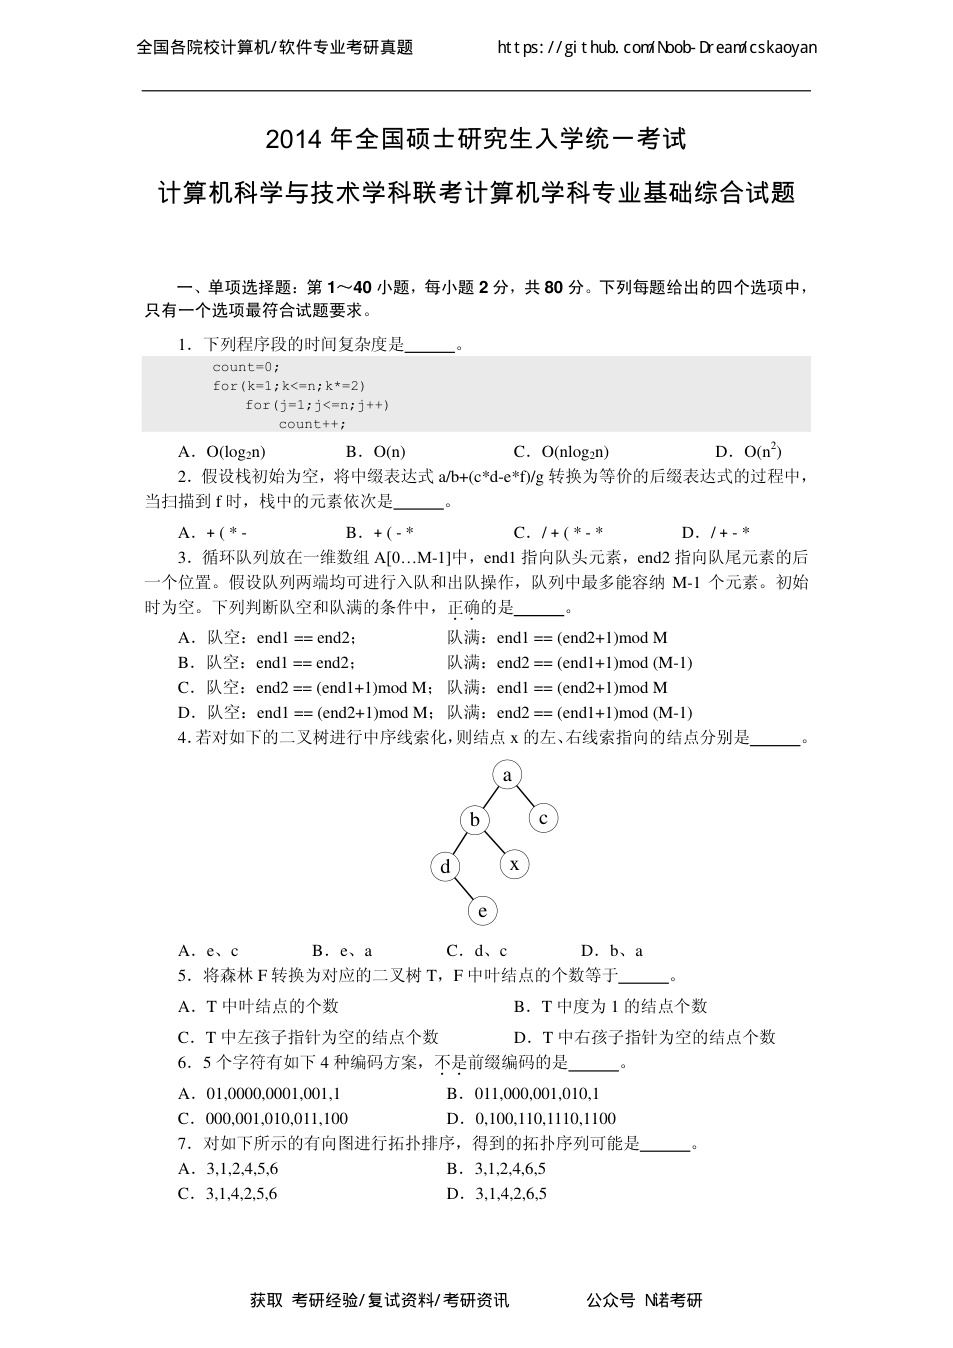 全国各院校计算机/软件专业考研真题 https://github.com/Noob-Dream/cskaoyan
2014 年全国硕士研究生入学统一考试
计算机科学与技术学科联考计算机学科专业基础综合试题
一、单项选择题：第 1～40 小题，每小题 2 分，共 80 分。下列每题给出的四个选项中，
只有一个选项最符合试题要求。
1．下列程序段的时间复杂度是______。
count=0;
for(k=1;k<=n;k*=2)
for(j=1;j<=n;j++)
count++;
A．O(log₂n) B．O(n) C．O(nlog₂n) D．O(n²)
2．假设栈初始为空，将中缀表达式 a/b+(c*d-e*f)/g 转换为等价的后缀表达式的过程中，
当扫描到 f 时，栈中的元素依次是______。
A．+ ( * - B．+ ( - * C．/ + ( * - * D．/ + - *
3．循环队列放在一维数组 A[0…M-1]中，end1 指向队头元素，end2 指向队尾元素的后
一个位置。假设队列两端均可进行入队和出队操作，队列中最多能容纳 M-1 个元素。初始
时为空。下列判断队空和队满的条件中，正确的是______。
A．队空：end1 == end2； 队满：end1 == (end2+1)mod M
B．队空：end1 == end2； 队满：end2 == (end1+1)mod (M-1)
C．队空：end2 == (end1+1)mod M； 队满：end1 == (end2+1)mod M
D．队空：end1 == (end2+1)mod M； 队满：end2 == (end1+1)mod (M-1)
4．若对如下的二叉树进行中序线索化，则结点 x 的左、右线索指向的结点分别是______。
a
b c
d x
e
A．e、c B．e、a C．d、c D．b、a
5．将森林 F 转换为对应的二叉树 T，F 中叶结点的个数等于______。
A．T 中叶结点的个数 B．T 中度为 1 的结点个数
C．T 中左孩子指针为空的结点个数 D．T 中右孩子指针为空的结点个数
6．5 个字符有如下 4 种编码方案，不是前缀编码的是______。
A．01,0000,0001,001,1 B．011,000,001,010,1
C．000,001,010,011,100 D．0,100,110,1110,1100
7．对如下所示的有向图进行拓扑排序，得到的拓扑序列可能是______。
A．3,1,2,4,5,6 B．3,1,2,4,6,5
C．3,1,4,2,5,6 D．3,1,4,2,6,5
获取 考研经验/复试资料/考研资讯 公众号 N诺考研